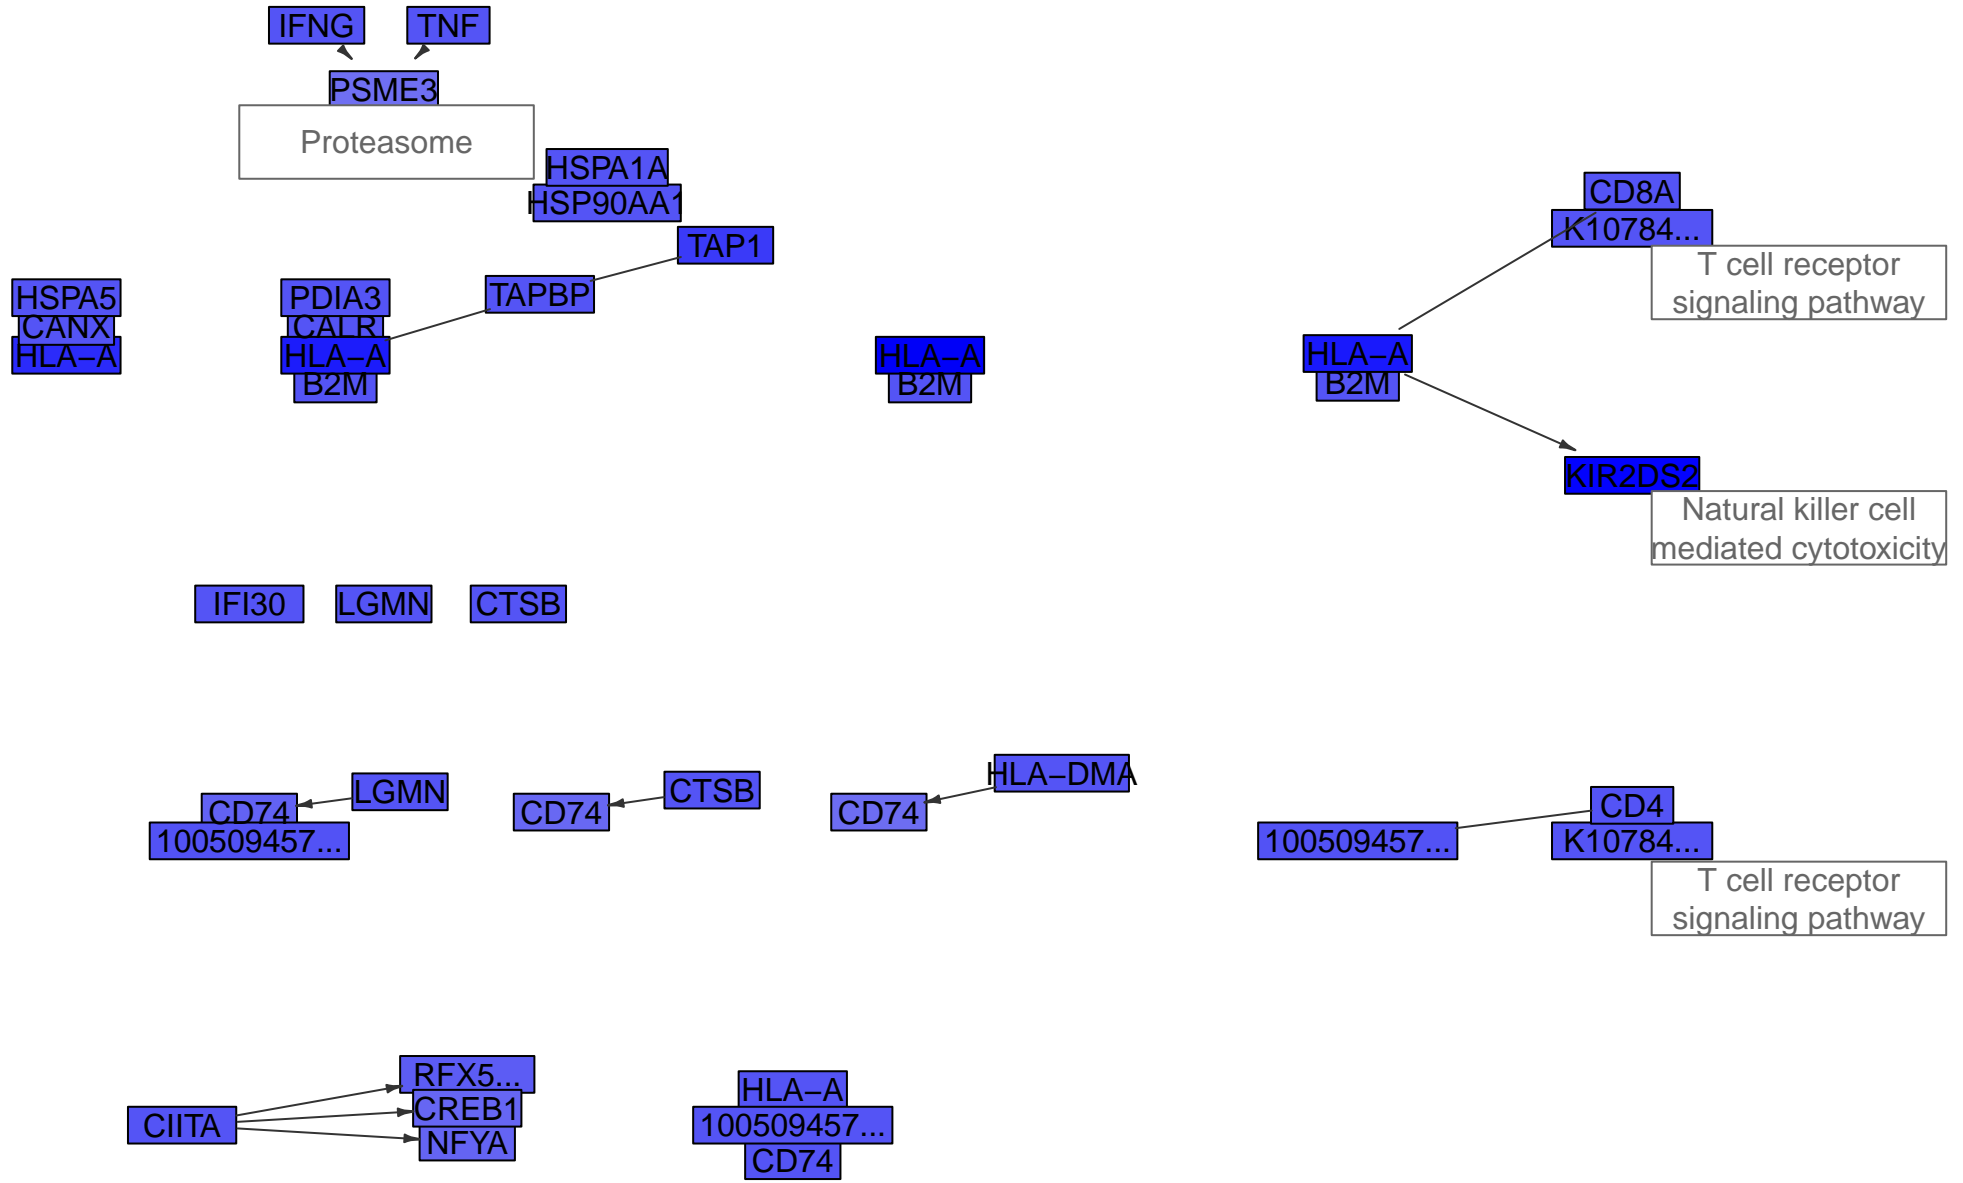 IFNG
TNF
PSME3
Proteasome
HSPA1A
HSP90AA1
TAP1
CD8A
K10784...
T cell receptor
signaling pathway
HSPA5
CANX
HLA−A
PDIA3
CALR
HLA−A
B2M
TAPBP
HLA−A
B2M
HLA−A
B2M
KIR2DS2
Natural killer cell
mediated cytotoxicity
IFI30
LGMN
CTSB
CD74
100509457...
LGMN
CD74
CTSB
CD74
HLA−DMA
100509457...
CD4
K10784...
T cell receptor
signaling pathway
CIITA
RFX5...
CREB1
NFYA
HLA−A
100509457...
CD74